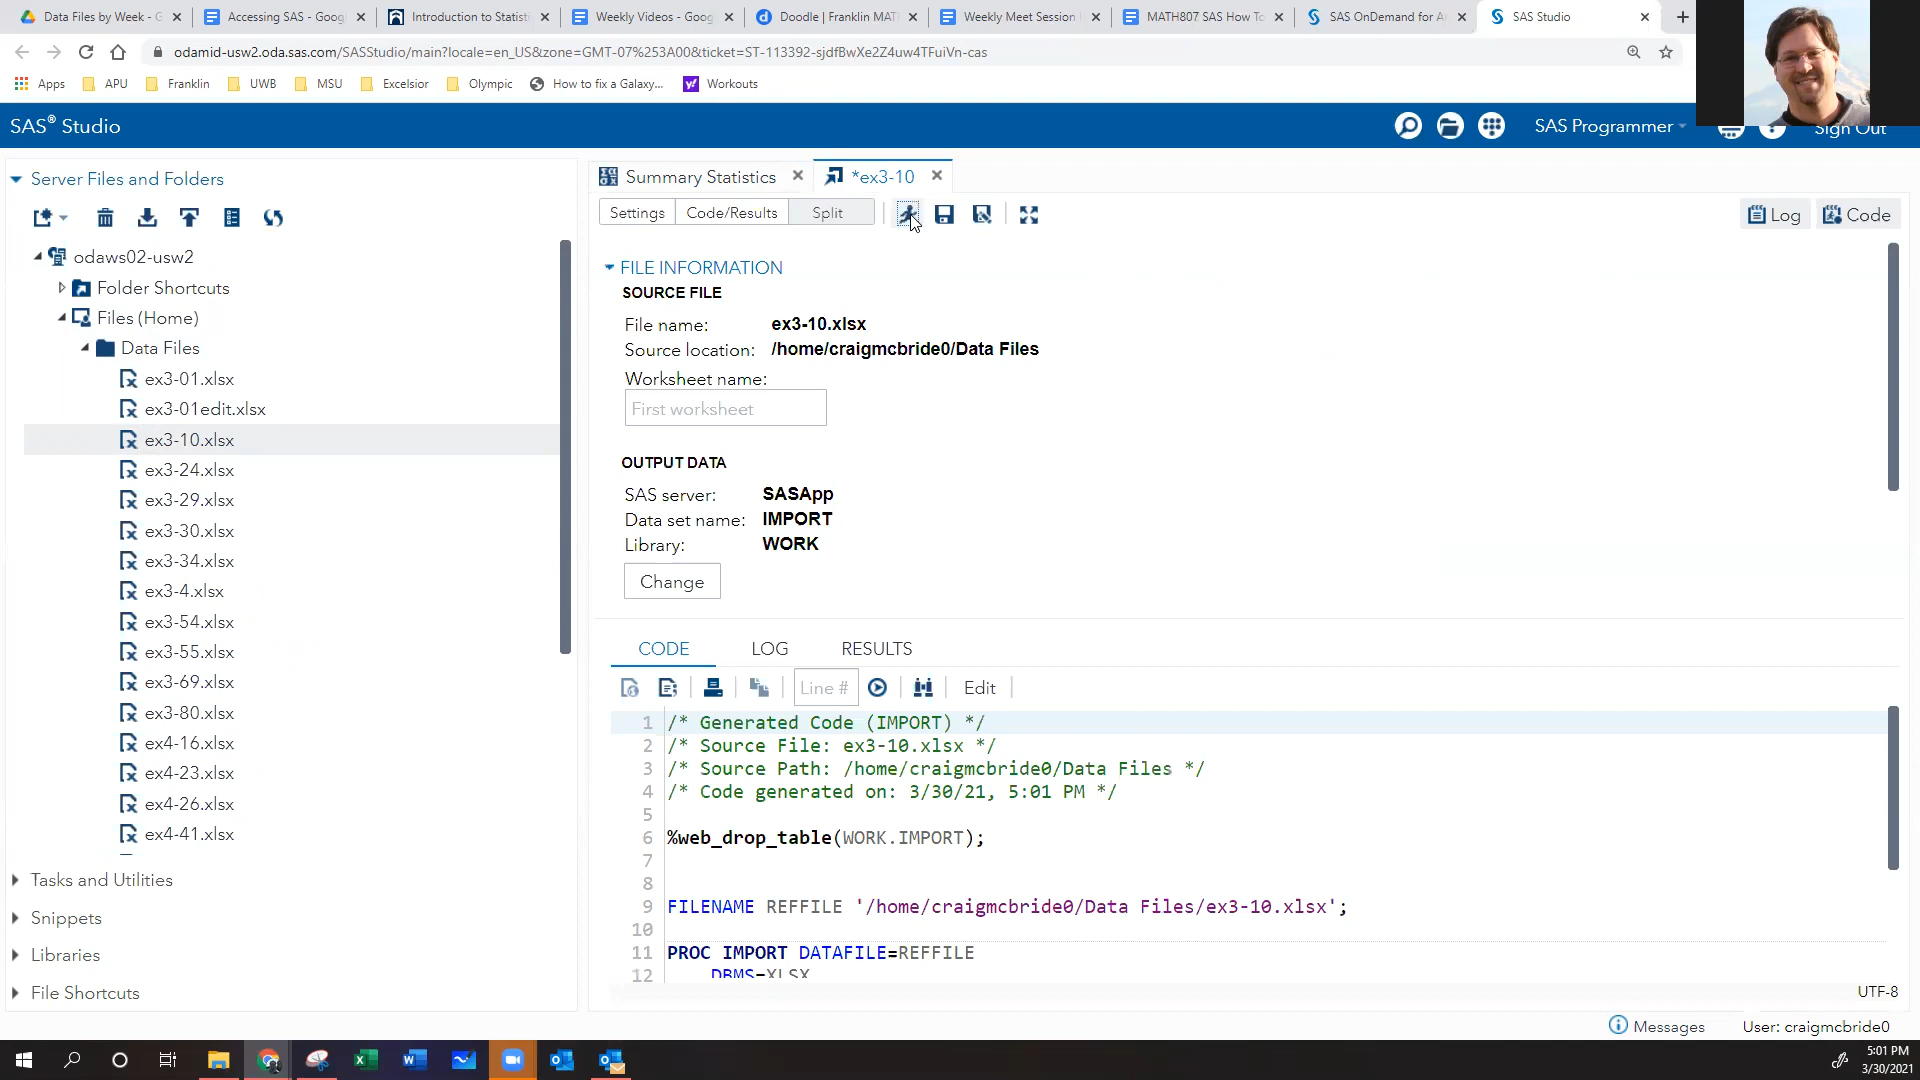 Data Files by Week - G
Accessing SAS - Goog
Introduction to Statist
Weekly Videos - Goog
Doodle | Franklin MAT
Weekly Meet Session
MATH807 SAS How To
SAS OnDemand for A
SAS Studio
odamid-usw2.oda.sas.com/SASStudio/main?locale=en_US&zone=GMT-07%253A00&ticket=ST-113392-sjdfBwXe2Z4uw4TFuiVn-cas
Apps
APU
Franklin
UWB
MSU
Excelsior
Olympic
How to fix a Galaxy...
Workouts
SAS® Studio
SAS Programmer
Sign Out
Server Files and Folders
odaws02-usw2
Folder Shortcuts
Files (Home)
Data Files
ex3-01.xlsx
ex3-01edit.xlsx
ex3-10.xlsx
ex3-24.xlsx
ex3-29.xlsx
ex3-30.xlsx
ex3-34.xlsx
ex3-4.xlsx
ex3-54.xlsx
ex3-55.xlsx
ex3-69.xlsx
ex3-80.xlsx
ex4-16.xlsx
ex4-23.xlsx
ex4-26.xlsx
ex4-41.xlsx
Tasks and Utilities
Snippets
Libraries
File Shortcuts
Summary Statistics
*ex3-10
Settings
Code/Results
Split
Log
Code
FILE INFORMATION
SOURCE FILE
File name: ex3-10.xlsx
Source location: /home/craigmcbride0/Data Files
Worksheet name:
First worksheet
OUTPUT DATA
SAS server: SASApp
Data set name: IMPORT
Library: WORK
Change
CODE
LOG
RESULTS
Line #
Edit
1 /* Generated Code (IMPORT) */
2 /* Source File: ex3-10.xlsx */
3 /* Source Path: /home/craigmcbride0/Data Files */
4 /* Code generated on: 3/30/21, 5:01 PM */
5
6 %web_drop_table(WORK.IMPORT);
7
8
9 FILENAME REFFILE '/home/craigmcbride0/Data Files/ex3-10.xlsx';
10
11 PROC IMPORT DATAFILE=REFFILE
12 DBMS=XLSX
UTF-8
Messages
User: craigmcbride0
5:01 PM
3/30/2021